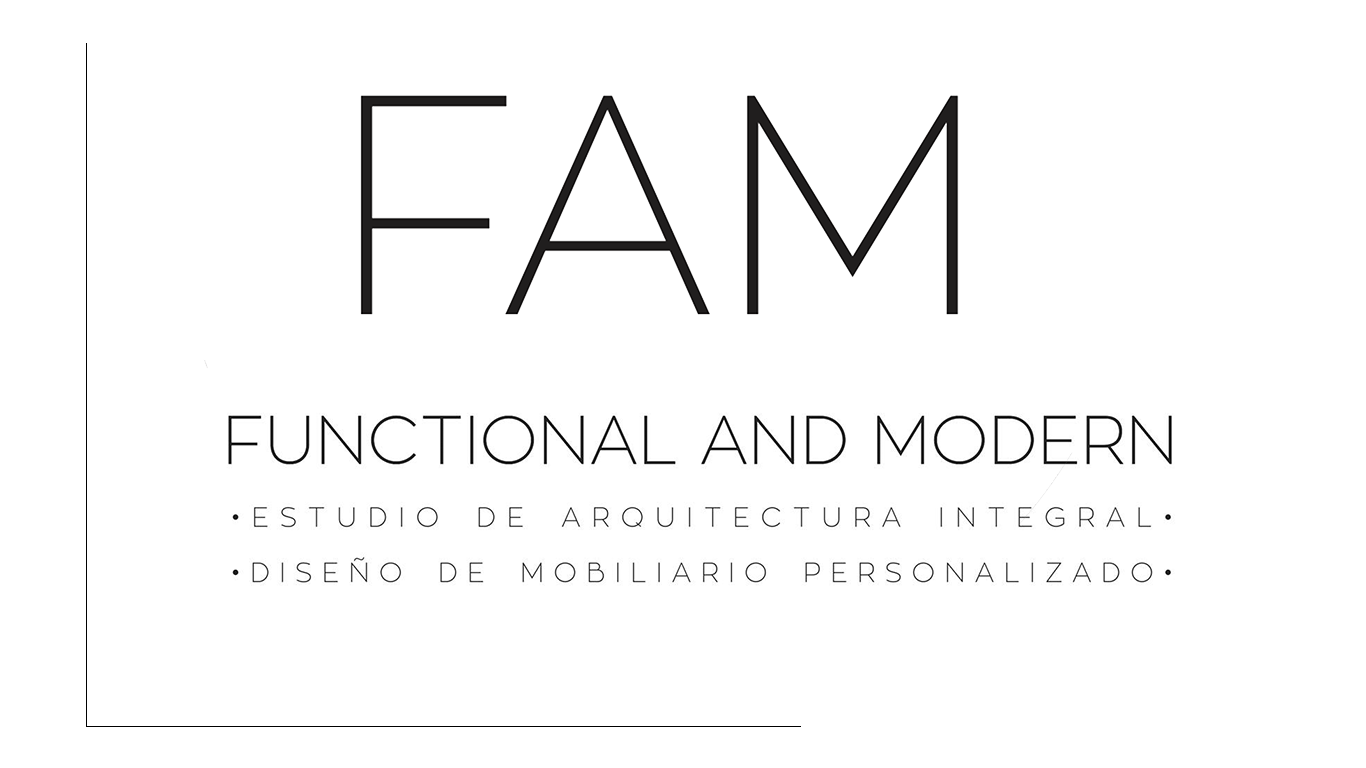 FAM
FUNCTIONAL AND MODERN
•ESTUDIO DE ARQUITECTURA INTEGRAL•
•DISEÑO DE MOBILIARIO PERSONALIZADO•